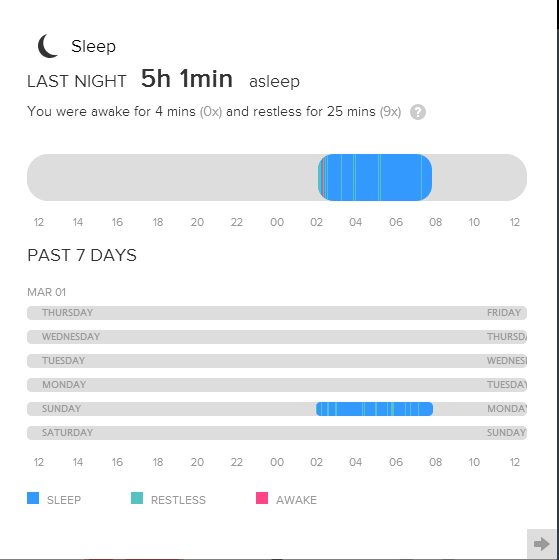 Sleep
LAST NIGHT 5h 1min asleep
You were awake for 4 mins (0x) and restless for 25 mins (9x) ?
12 14 16 18 20 22 00 02 04 06 08 10 12
PAST 7 DAYS
MAR 01
THURSDAY FRIDAY
WEDNESDAY THURSDA
TUESDAY WEDNES
MONDAY TUESDAY
SUNDAY MONDAY
SATURDAY SUNDAY
12 14 16 18 20 22 00 02 04 06 08 10 12
SLEEP RESTLESS AWAKE